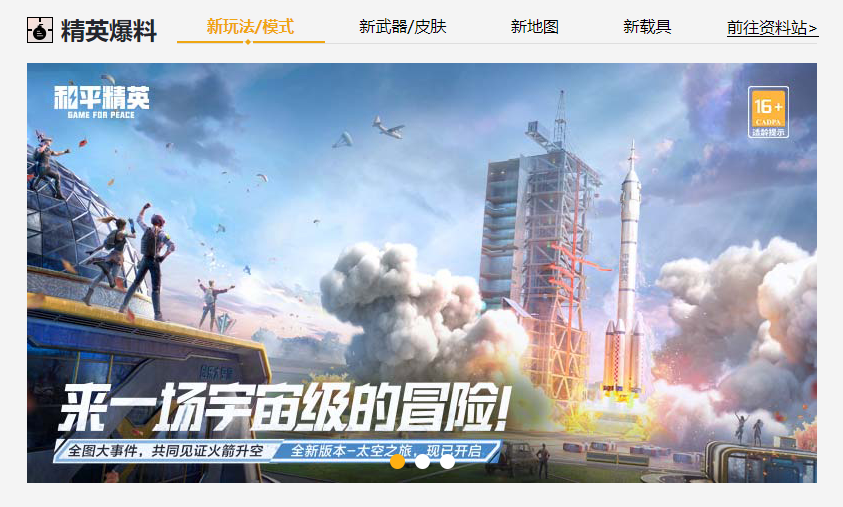 精英爆料
新玩法/模式
新武器/皮肤
新地图
新载具
前往资料站>
和平精英
GAME FOR PEACE
16+
CADPA
适龄提示
来一场宇宙级的冒险!
全图大事件，共同见证火箭升空
全新版本-太空之旅，现已开启